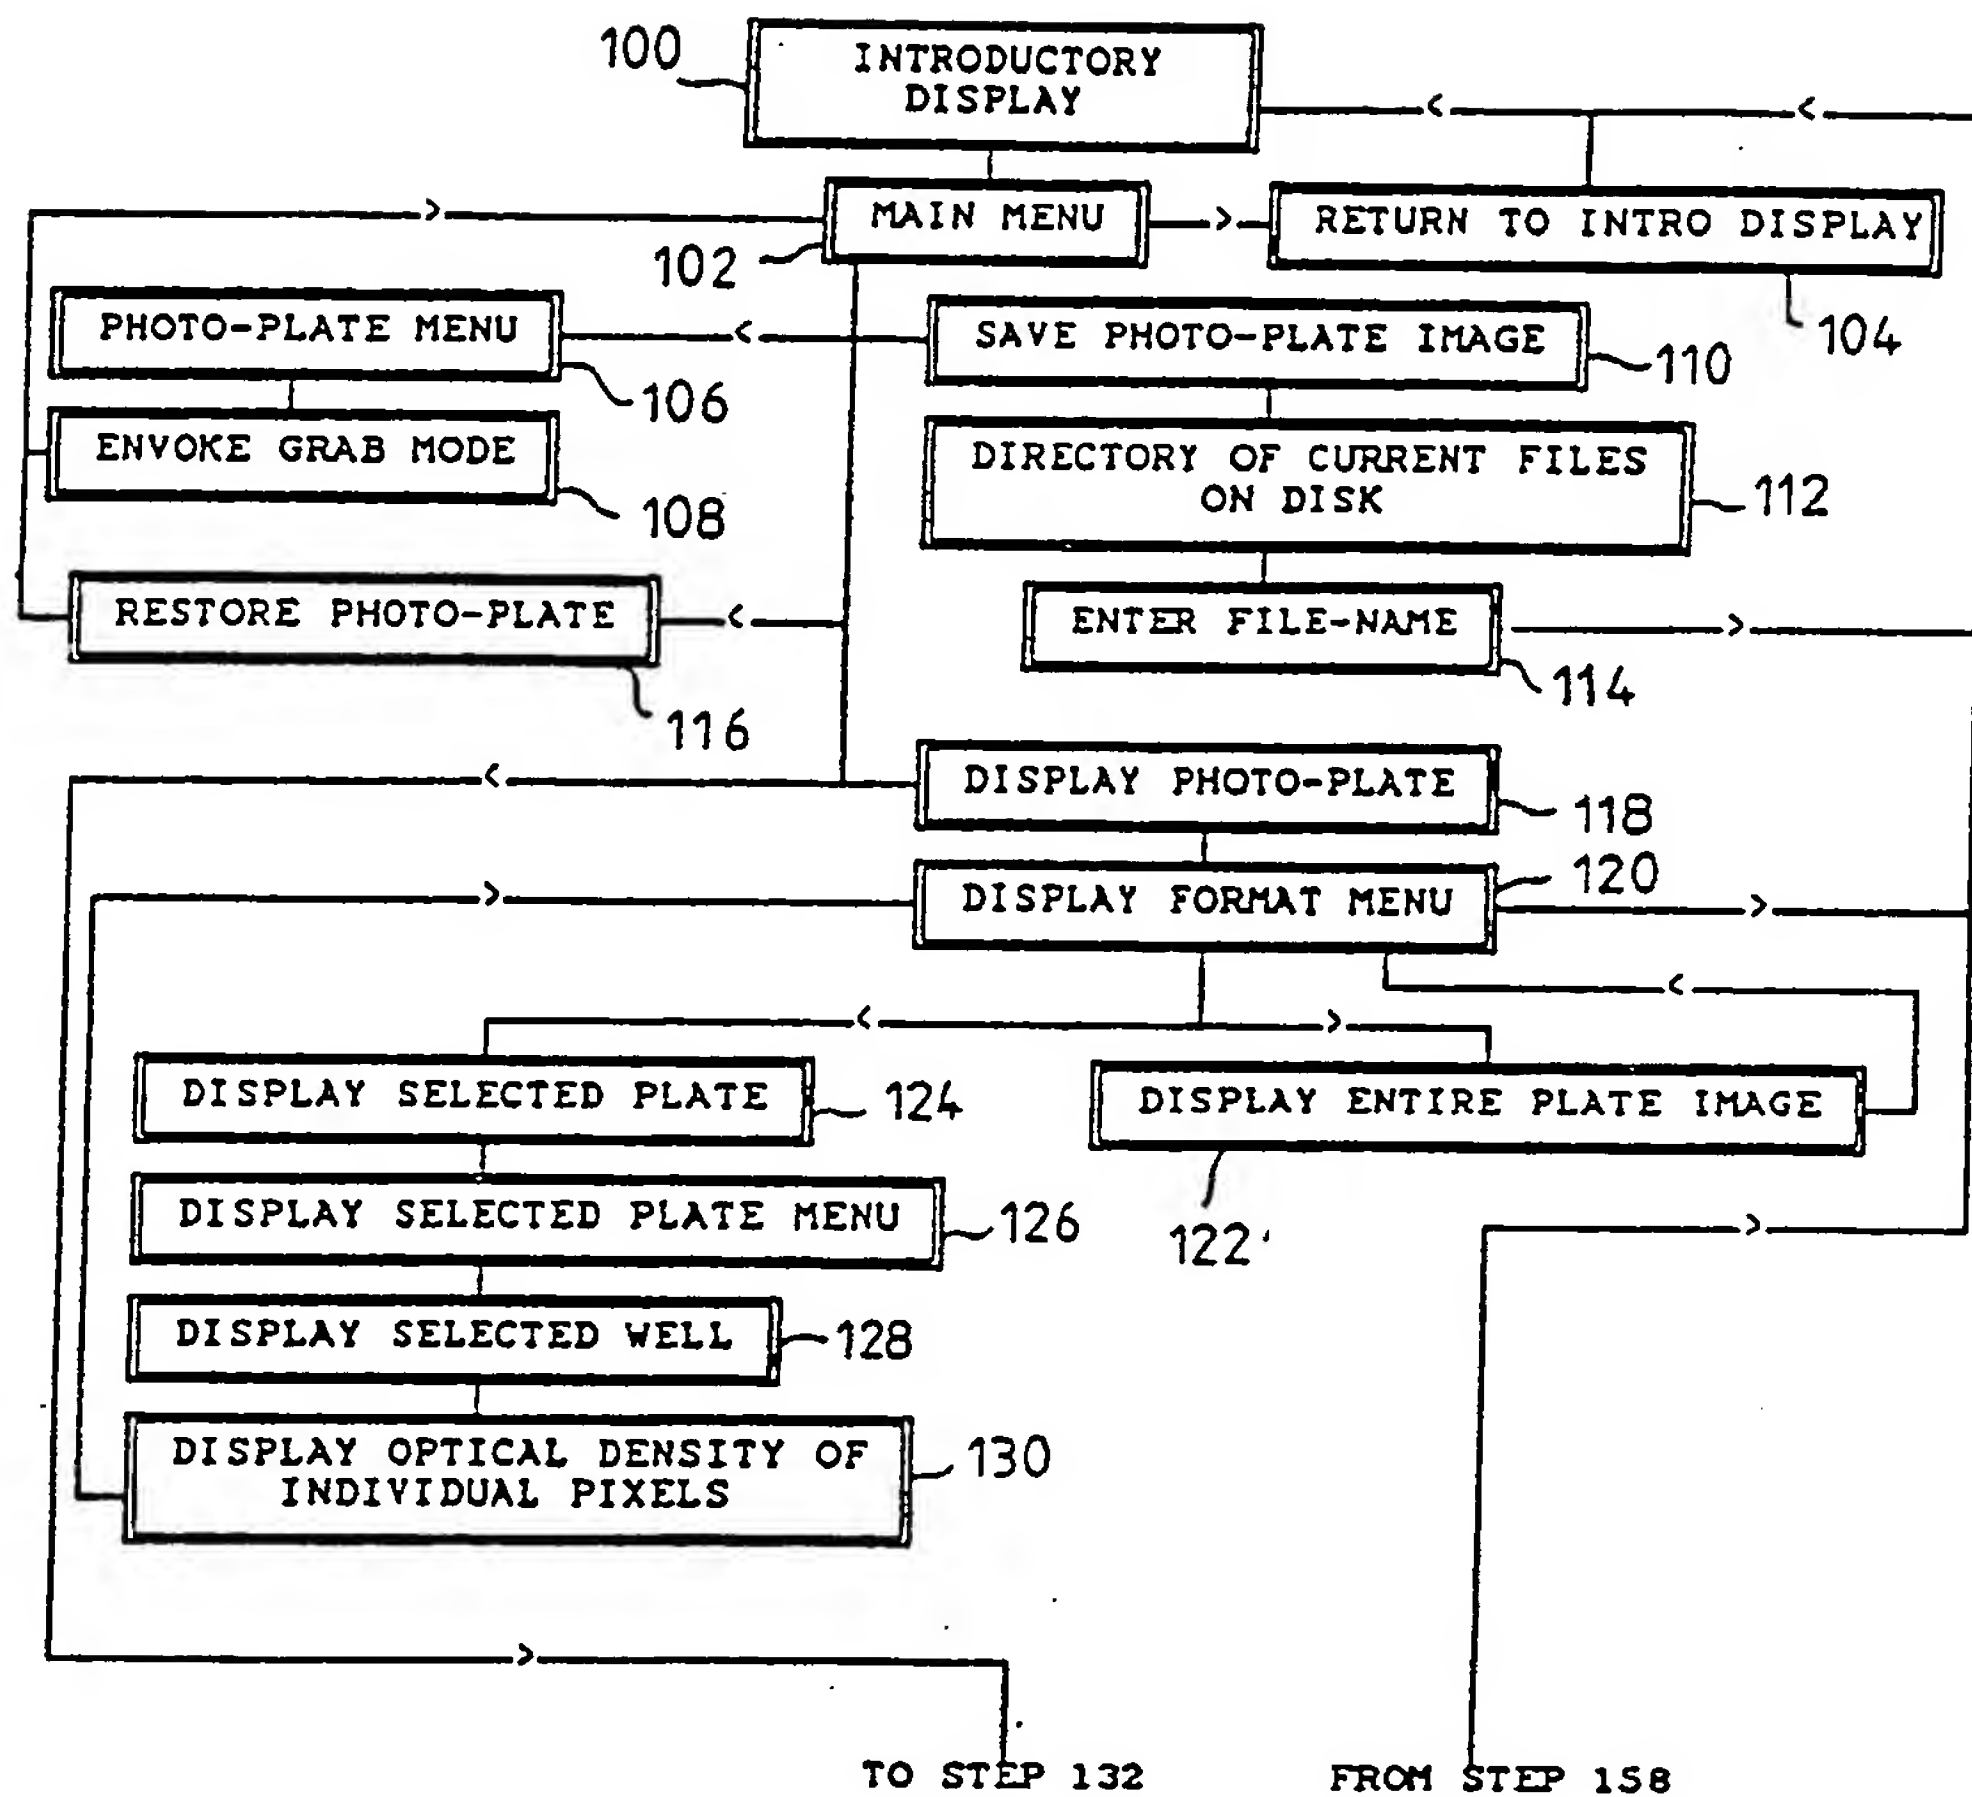 100
INTRODUCTORY
DISPLAY
MAIN MENU
102
RETURN TO INTRO DISPLAY
104
PHOTO-PLATE MENU
106
SAVE PHOTO-PLATE IMAGE
110
ENVOKE GRAB MODE
108
DIRECTORY OF CURRENT FILES
ON DISK
112
RESTORE PHOTO-PLATE
116
ENTER FILE-NAME
114
DISPLAY PHOTO-PLATE
118
DISPLAY FORMAT MENU
120
DISPLAY SELECTED PLATE
124
DISPLAY ENTIRE PLATE IMAGE
122
DISPLAY SELECTED PLATE MENU
126
DISPLAY SELECTED WELL
128
DISPLAY OPTICAL DENSITY OF
INDIVIDUAL PIXELS
130
TO STEP 132
FROM STEP 158